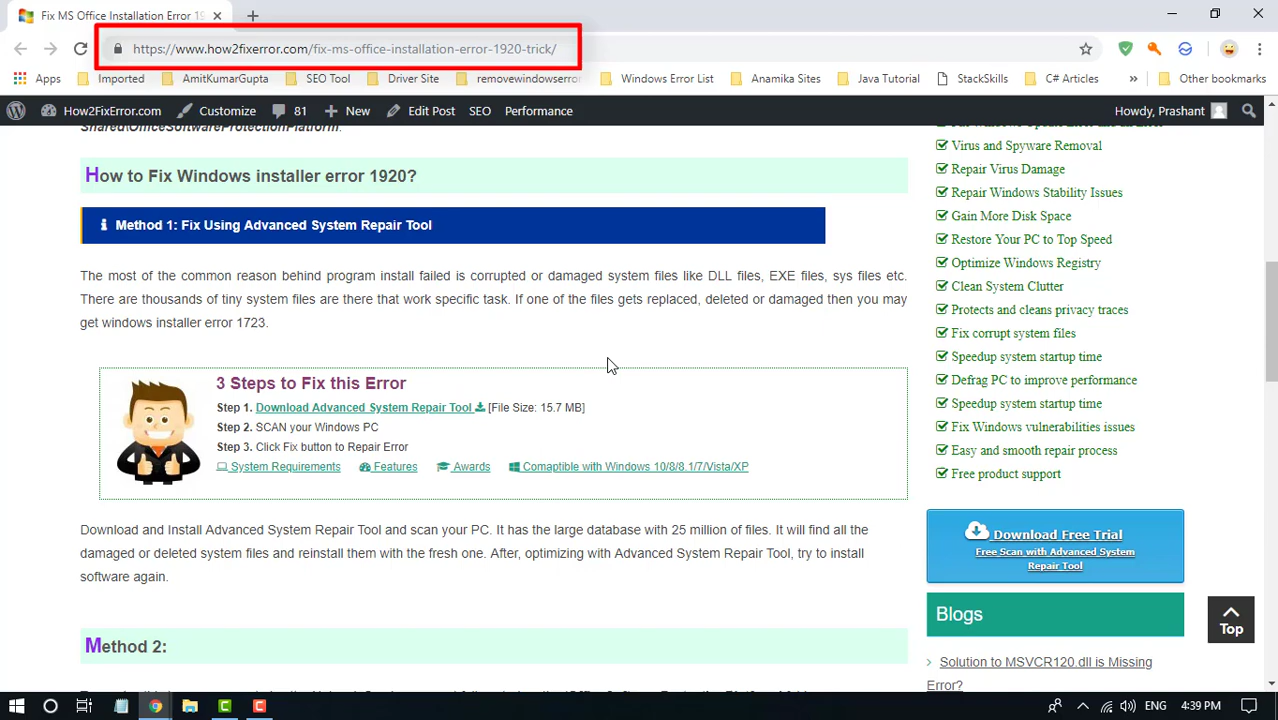 Fix MS Office Installation Error 19
https://www.how2fixerror.com/fix-ms-office-installation-error-1920-trick/
Apps Imported AmitKumarGupta SEO Tool Driver Site removewindowserror Windows Error List Anamika Sites Java Tutorial StackSkills C# Articles » Other bookmarks
How2FixError.com Customize 81 New Edit Post SEO Performance Howdy, Prashant
Shared\OfficeSoftwareProtectionPlatform.
How to Fix Windows installer error 1920?
Method 1: Fix Using Advanced System Repair Tool
The most of the common reason behind program install failed is corrupted or damaged system files like DLL files, EXE files, sys files etc.
There are thousands of tiny system files are there that work specific task. If one of the files gets replaced, deleted or damaged then you may
get windows installer error 1723.
3 Steps to Fix this Error
Step 1. Download Advanced System Repair Tool [File Size: 15.7 MB]
Step 2. SCAN your Windows PC
Step 3. Click Fix button to Repair Error
System Requirements Features Awards Comaptible with Windows 10/8/8.1/7/Vista/XP
Download and Install Advanced System Repair Tool and scan your PC. It has the large database with 25 million of files. It will find all the
damaged or deleted system files and reinstall them with the fresh one. After, optimizing with Advanced System Repair Tool, try to install
software again.
Method 2:
Virus and Spyware Removal
Repair Virus Damage
Repair Windows Stability Issues
Gain More Disk Space
Restore Your PC to Top Speed
Optimize Windows Registry
Clean System Clutter
Protects and cleans privacy traces
Fix corrupt system files
Speedup system startup time
Defrag PC to improve performance
Speedup system startup time
Fix Windows vulnerabilities issues
Easy and smooth repair process
Free product support
Download Free Trial
Free Scan with Advanced System
Repair Tool
Blogs
Solution to MSVCR120.dll is Missing
Error?
Top
ENG 4:39 PM